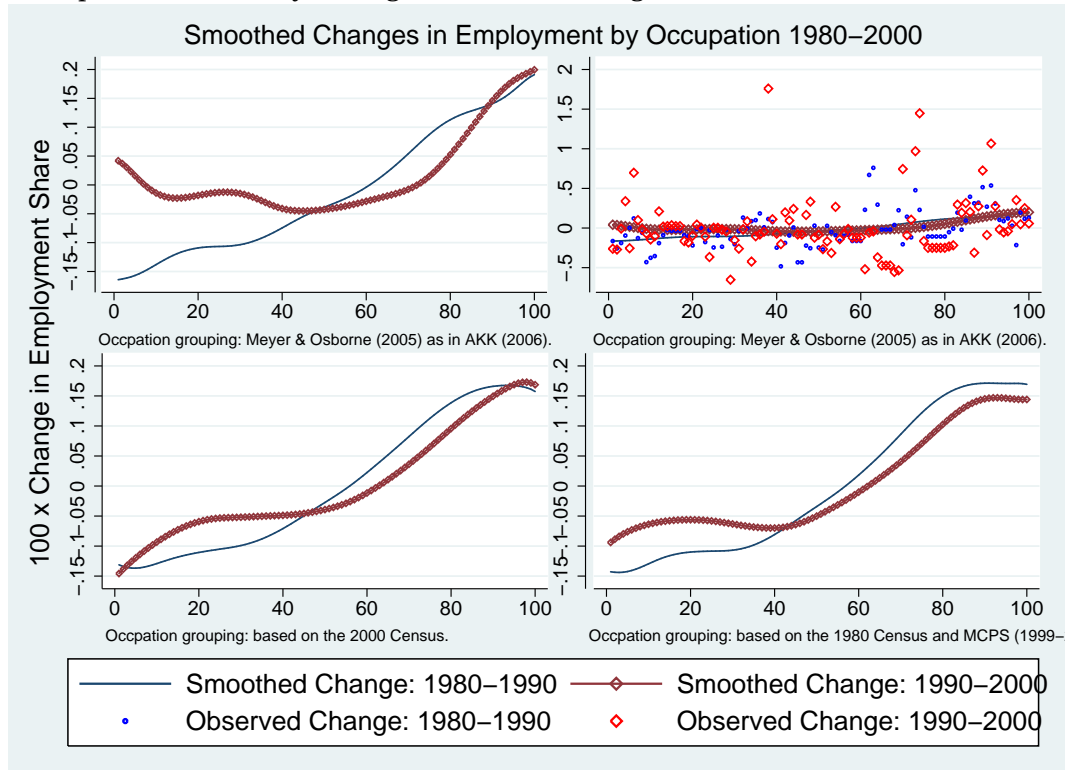 Smoothed Changes in Employment by Occupation 1980−2000
100 x Change in Employment Share
−.15 −.1 −.05 0 .05 .1 .15 .2
0 20 40 60 80 100
Occpation grouping: Meyer & Osborne (2005) as in AKK (2006).
−.5 0 .5 1 1.5 2
0 20 40 60 80 100
Occpation grouping: Meyer & Osborne (2005) as in AKK (2006).
−.15 −.1 −.05 0 .05 .1 .15 .2
0 20 40 60 80 100
Occpation grouping: based on the 2000 Census.
−.15 −.1 −.05 0 .05 .1 .15 .2
0 20 40 60 80 100
Occpation grouping: based on the 1980 Census and MCPS (1999−
Smoothed Change: 1980−1990 Smoothed Change: 1990−2000
Observed Change: 1980−1990 Observed Change: 1990−2000